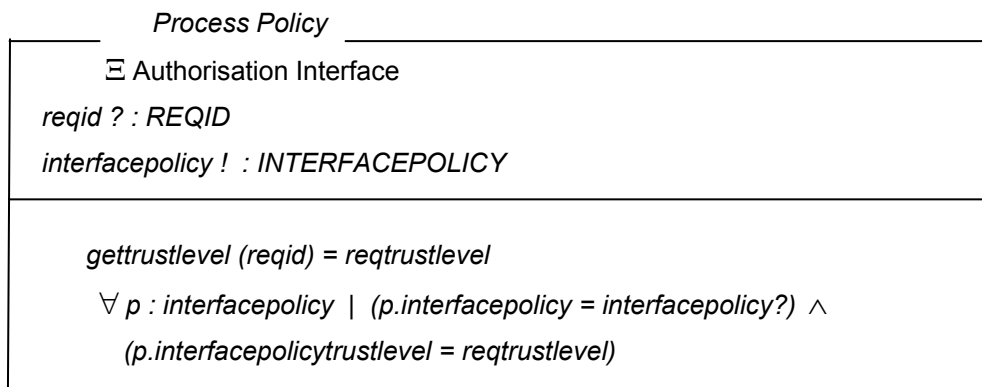 Process Policy
Ξ Authorisation Interface
reqid ? : REQID
interfacepolicy ! : INTERFACEPOLICY
gettrustlevel (reqid) = reqtrustlevel
∀ p : interfacepolicy | (p.interfacepolicy = interfacepolicy?) ∧
(p.interfacepolicytrustlevel = reqtrustlevel)